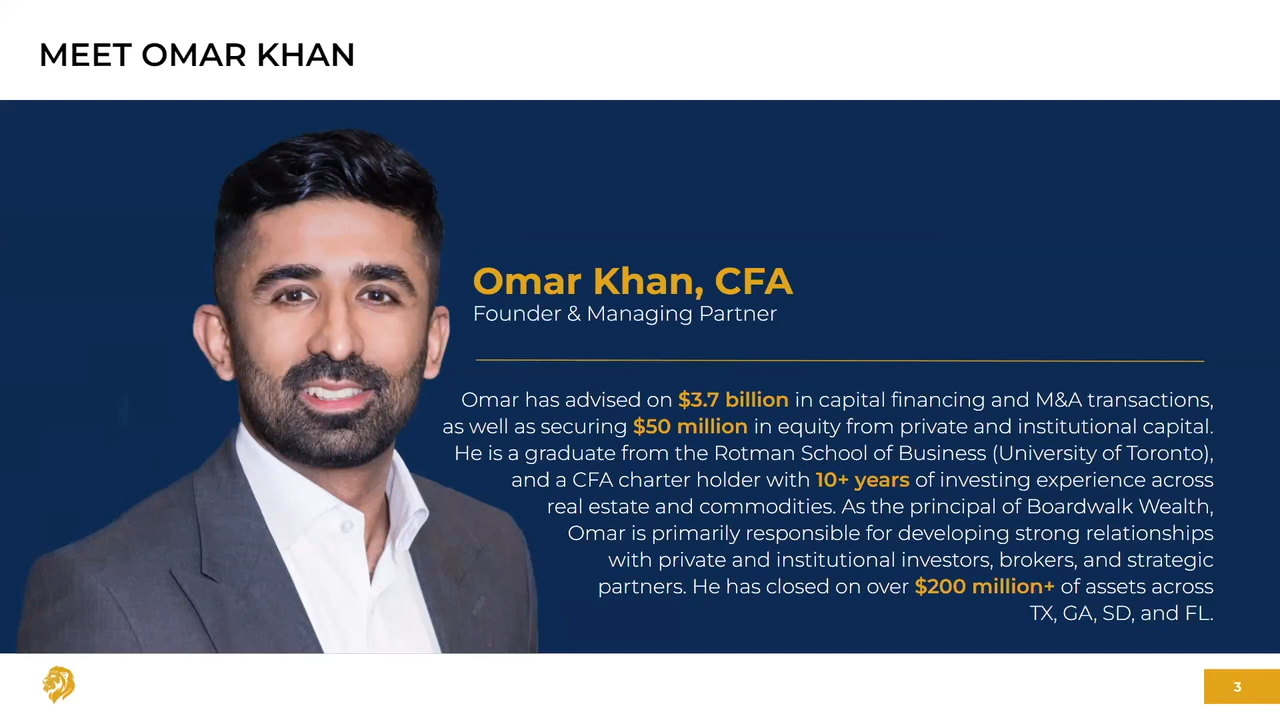 MEET OMAR KHAN
Omar Khan, CFA
Founder & Managing Partner
Omar has advised on $3.7 billion in capital financing and M&A transactions,
as well as securing $50 million in equity from private and institutional capital.
He is a graduate from the Rotman School of Business (University of Toronto),
and a CFA charter holder with 10+ years of investing experience across
real estate and commodities. As the principal of Boardwalk Wealth,
Omar is primarily responsible for developing strong relationships
with private and institutional investors, brokers, and strategic
partners. He has closed on over $200 million+ of assets across
TX, GA, SD, and FL.
3